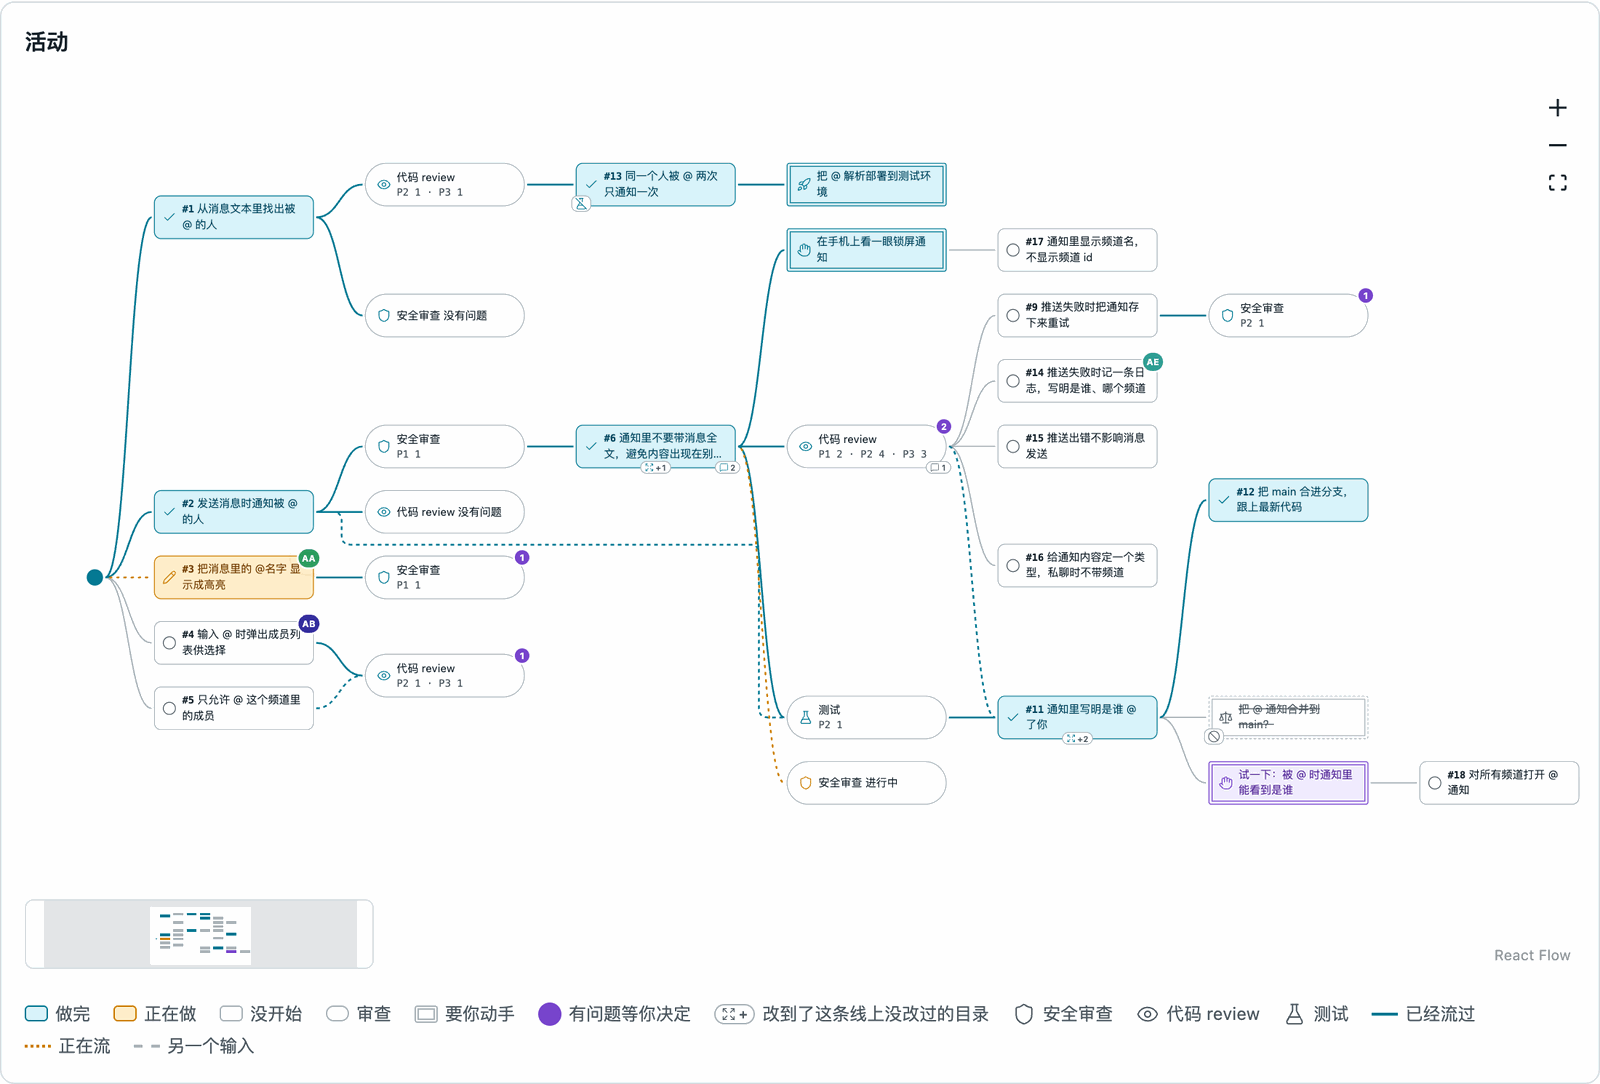 活动
代码 review
P2 1 · P3 1
#13 同一个人被 @ 两次
只通知一次
把 @ 解析部署到测试环
境
#1 从消息文本里找出被
@ 的人
在手机上看一眼锁屏通
知
#17 通知里显示频道名，
不显示频道 id
安全审查 没有问题
#9 推送失败时把通知存
下来重试
1
安全审查
P2 1
AE
#14 推送失败时记一条日
志，写明是谁、哪个频道
安全审查
P1 1
#6 通知里不要带消息全
文，避免内容出现在别...
+1
2
2
代码 review
P1 2 · P2 4 · P3 3
1
#15 推送出错不影响消息
发送
#2 发送消息时通知被 @
的人
代码 review 没有问题
#12 把 main 合进分支，
跟上最新代码
AA
#3 把消息里的 @名字 显
示成高亮
1
安全审查
P1 1
#16 给通知内容定一个类
型，私聊时不带频道
AB
#4 输入 @ 时弹出成员列
表供选择
1
代码 review
P2 1 · P3 1
#5 只允许 @ 这个频道里
的成员
测试
P2 1
#11 通知里写明是谁 @
了你
+2
把 @ 通知合并到
main?
安全审查 进行中
试一下：被 @ 时通知里
能看到是谁
#18 对所有频道打开 @
通知
React Flow
做完 正在做 没开始 审查 要你动手 有问题等你决定 + 改到了这条线上没改过的目录 安全审查 代码 review 测试 已经流过
正在流 另一个输入